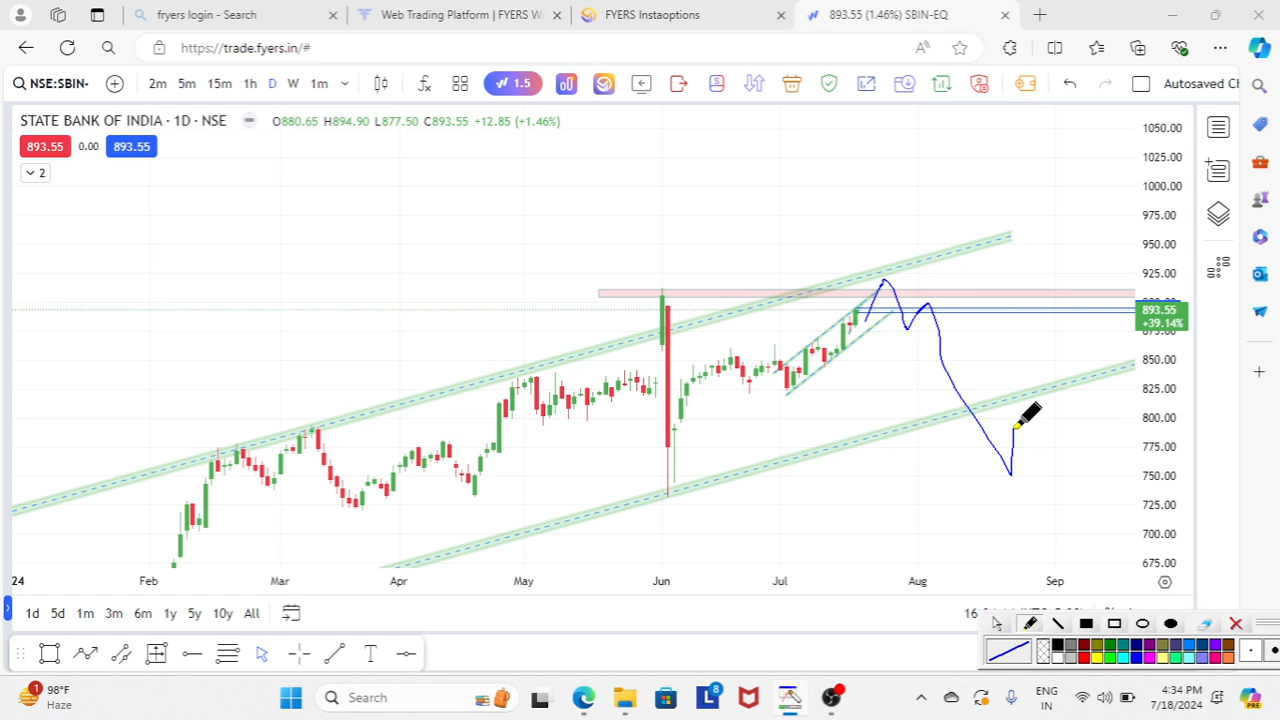 fryers login - Search
Web Trading Platform | FYERS W
FYERS Instaoptions
893.55 (1.46%) SBIN-EQ
https://trade.fyers.in/#
NSE:SBIN-
2m 5m 15m 1h D W 1m
1.5
Autosaved Ch
STATE BANK OF INDIA · 1D · NSE
O880.65 H894.90 L877.50 C893.55 +12.85 (+1.46%)
893.55 0.00 893.55
2
1050.00
1025.00
1000.00
975.00
950.00
925.00
893.55
+39.14%
850.00
825.00
800.00
775.00
750.00
725.00
700.00
675.00
24 Feb Mar Apr May Jun Jul Aug Sep
1d 5d 1m 3m 6m 1y 5y 10y All
T
1 98°F
Haze
Search
L 8
ENG
IN
4:34 PM
7/18/2024
PRE